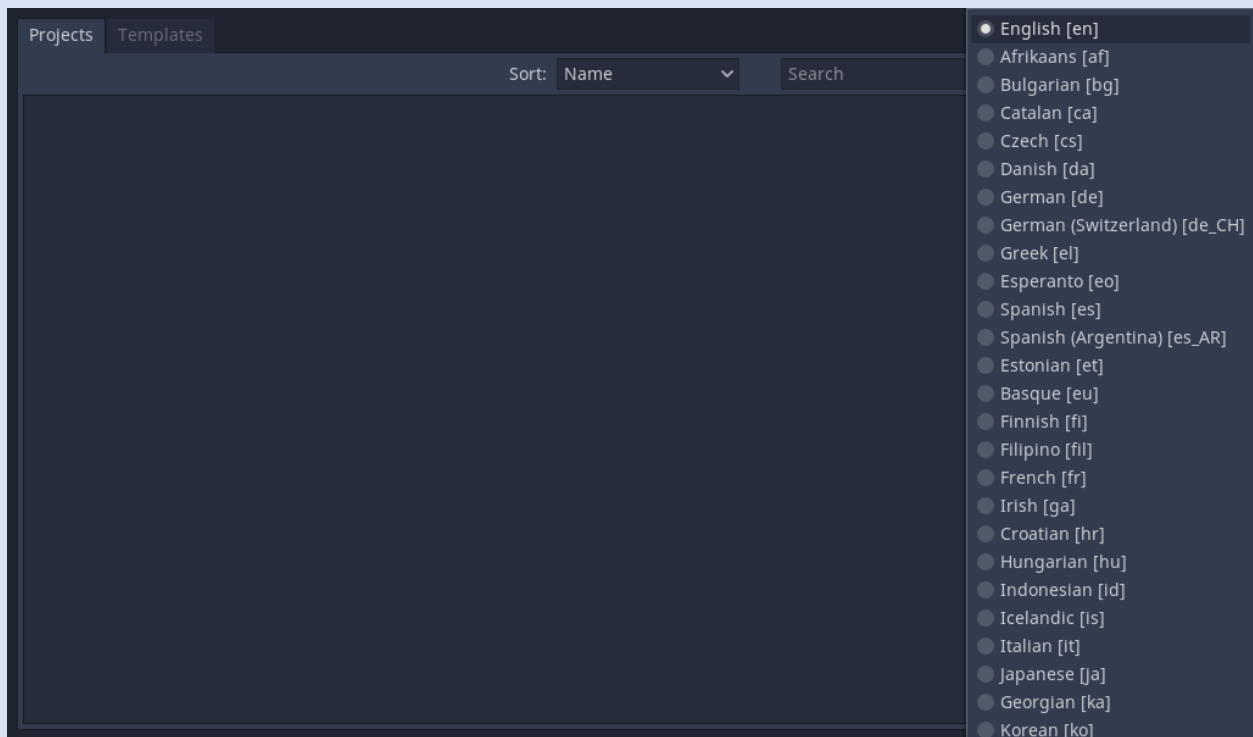 Projects Templates
Sort: Name Search
English [en]
Afrikaans [af]
Bulgarian [bg]
Catalan [ca]
Czech [cs]
Danish [da]
German [de]
German (Switzerland) [de_CH]
Greek [el]
Esperanto [eo]
Spanish [es]
Spanish (Argentina) [es_AR]
Estonian [et]
Basque [eu]
Finnish [fi]
Filipino [fil]
French [fr]
Irish [ga]
Croatian [hr]
Hungarian [hu]
Indonesian [id]
Icelandic [is]
Italian [it]
Japanese [ja]
Georgian [ka]
Korean [ko]